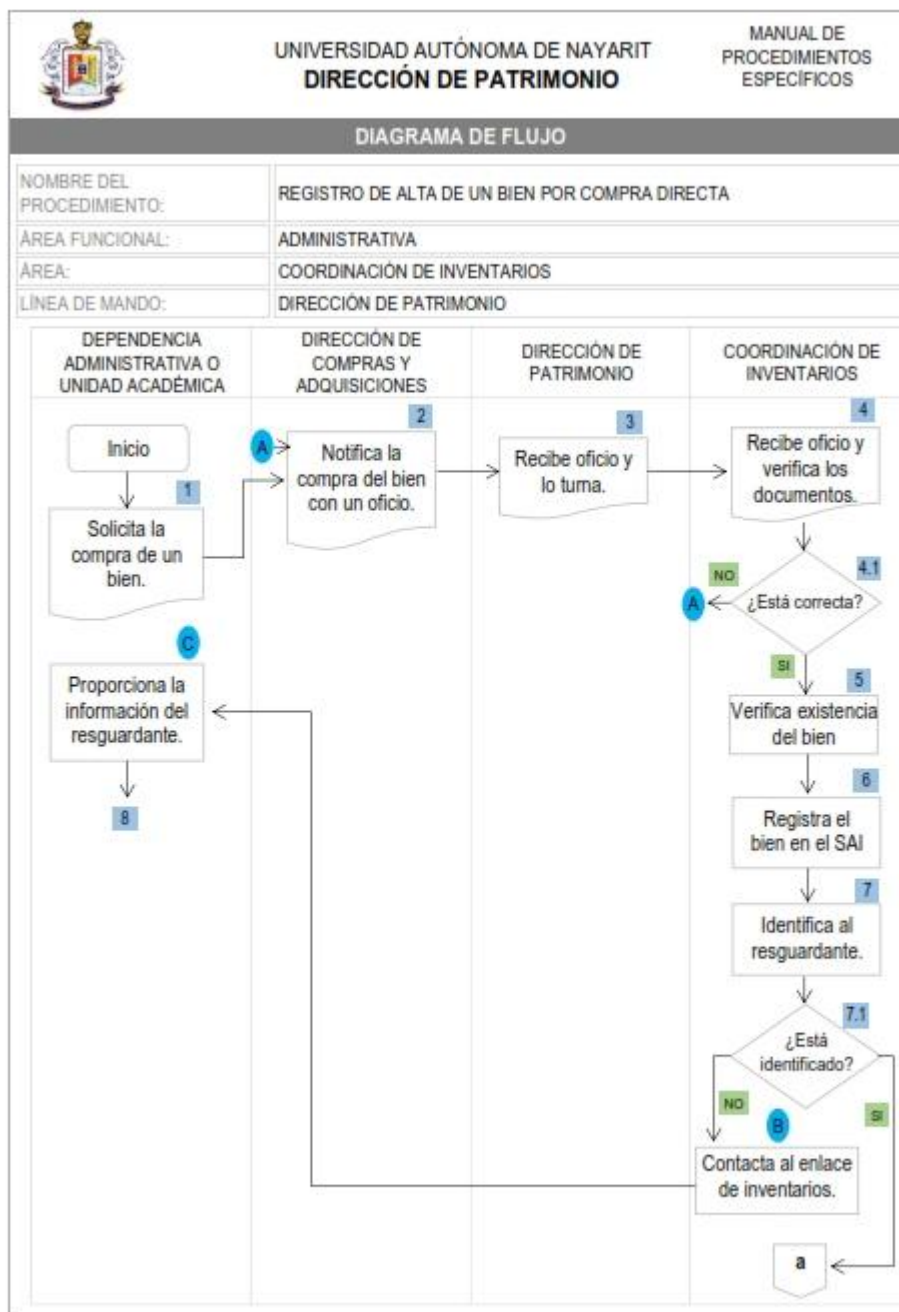 UNIVERSIDAD AUTÓNOMA DE NAYARIT
DIRECCIÓN DE PATRIMONIO
MANUAL DE
PROCEDIMIENTOS
ESPECÍFICOS
DIAGRAMA DE FLUJO
NOMBRE DEL
PROCEDIMIENTO:
REGISTRO DE ALTA DE UN BIEN POR COMPRA DIRECTA
ÁREA FUNCIONAL:
ADMINISTRATIVA
ÁREA:
COORDINACIÓN DE INVENTARIOS
LÍNEA DE MANDO:
DIRECCIÓN DE PATRIMONIO
DEPENDENCIA
ADMINISTRATIVA O
UNIDAD ACADÉMICA
DIRECCIÓN DE
COMPRAS Y
ADQUISICIONES
DIRECCIÓN DE
PATRIMONIO
COORDINACIÓN DE
INVENTARIOS
Inicio
1
Solicita la
compra de un
bien.
A
2
Notifica la
compra del bien
con un oficio.
3
Recibe oficio y
lo turna.
4
Recibe oficio y
verifica los
documentos.
4.1
¿Está correcta?
NO
A
SI
5
Verifica existencia
del bien
6
Registra el
bien en el SAI
7
Identifica al
resguardante.
7.1
¿Está
identificado?
NO
SI
B
Contacta al enlace
de inventarios.
C
Proporciona la
información del
resguardante.
8
a